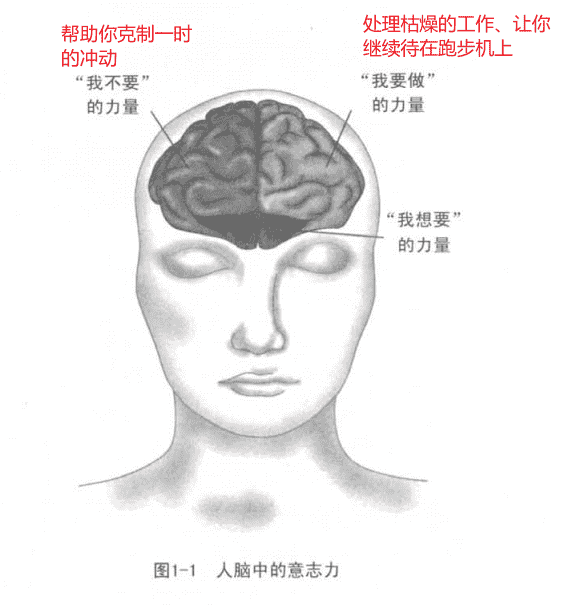 帮助你克制一时
的冲动
“我不要”
的力量
处理枯燥的工作、让你
继续待在跑步机上
“我要做”
的力量
“我想要”
的力量
图1-1 人脑中的意志力